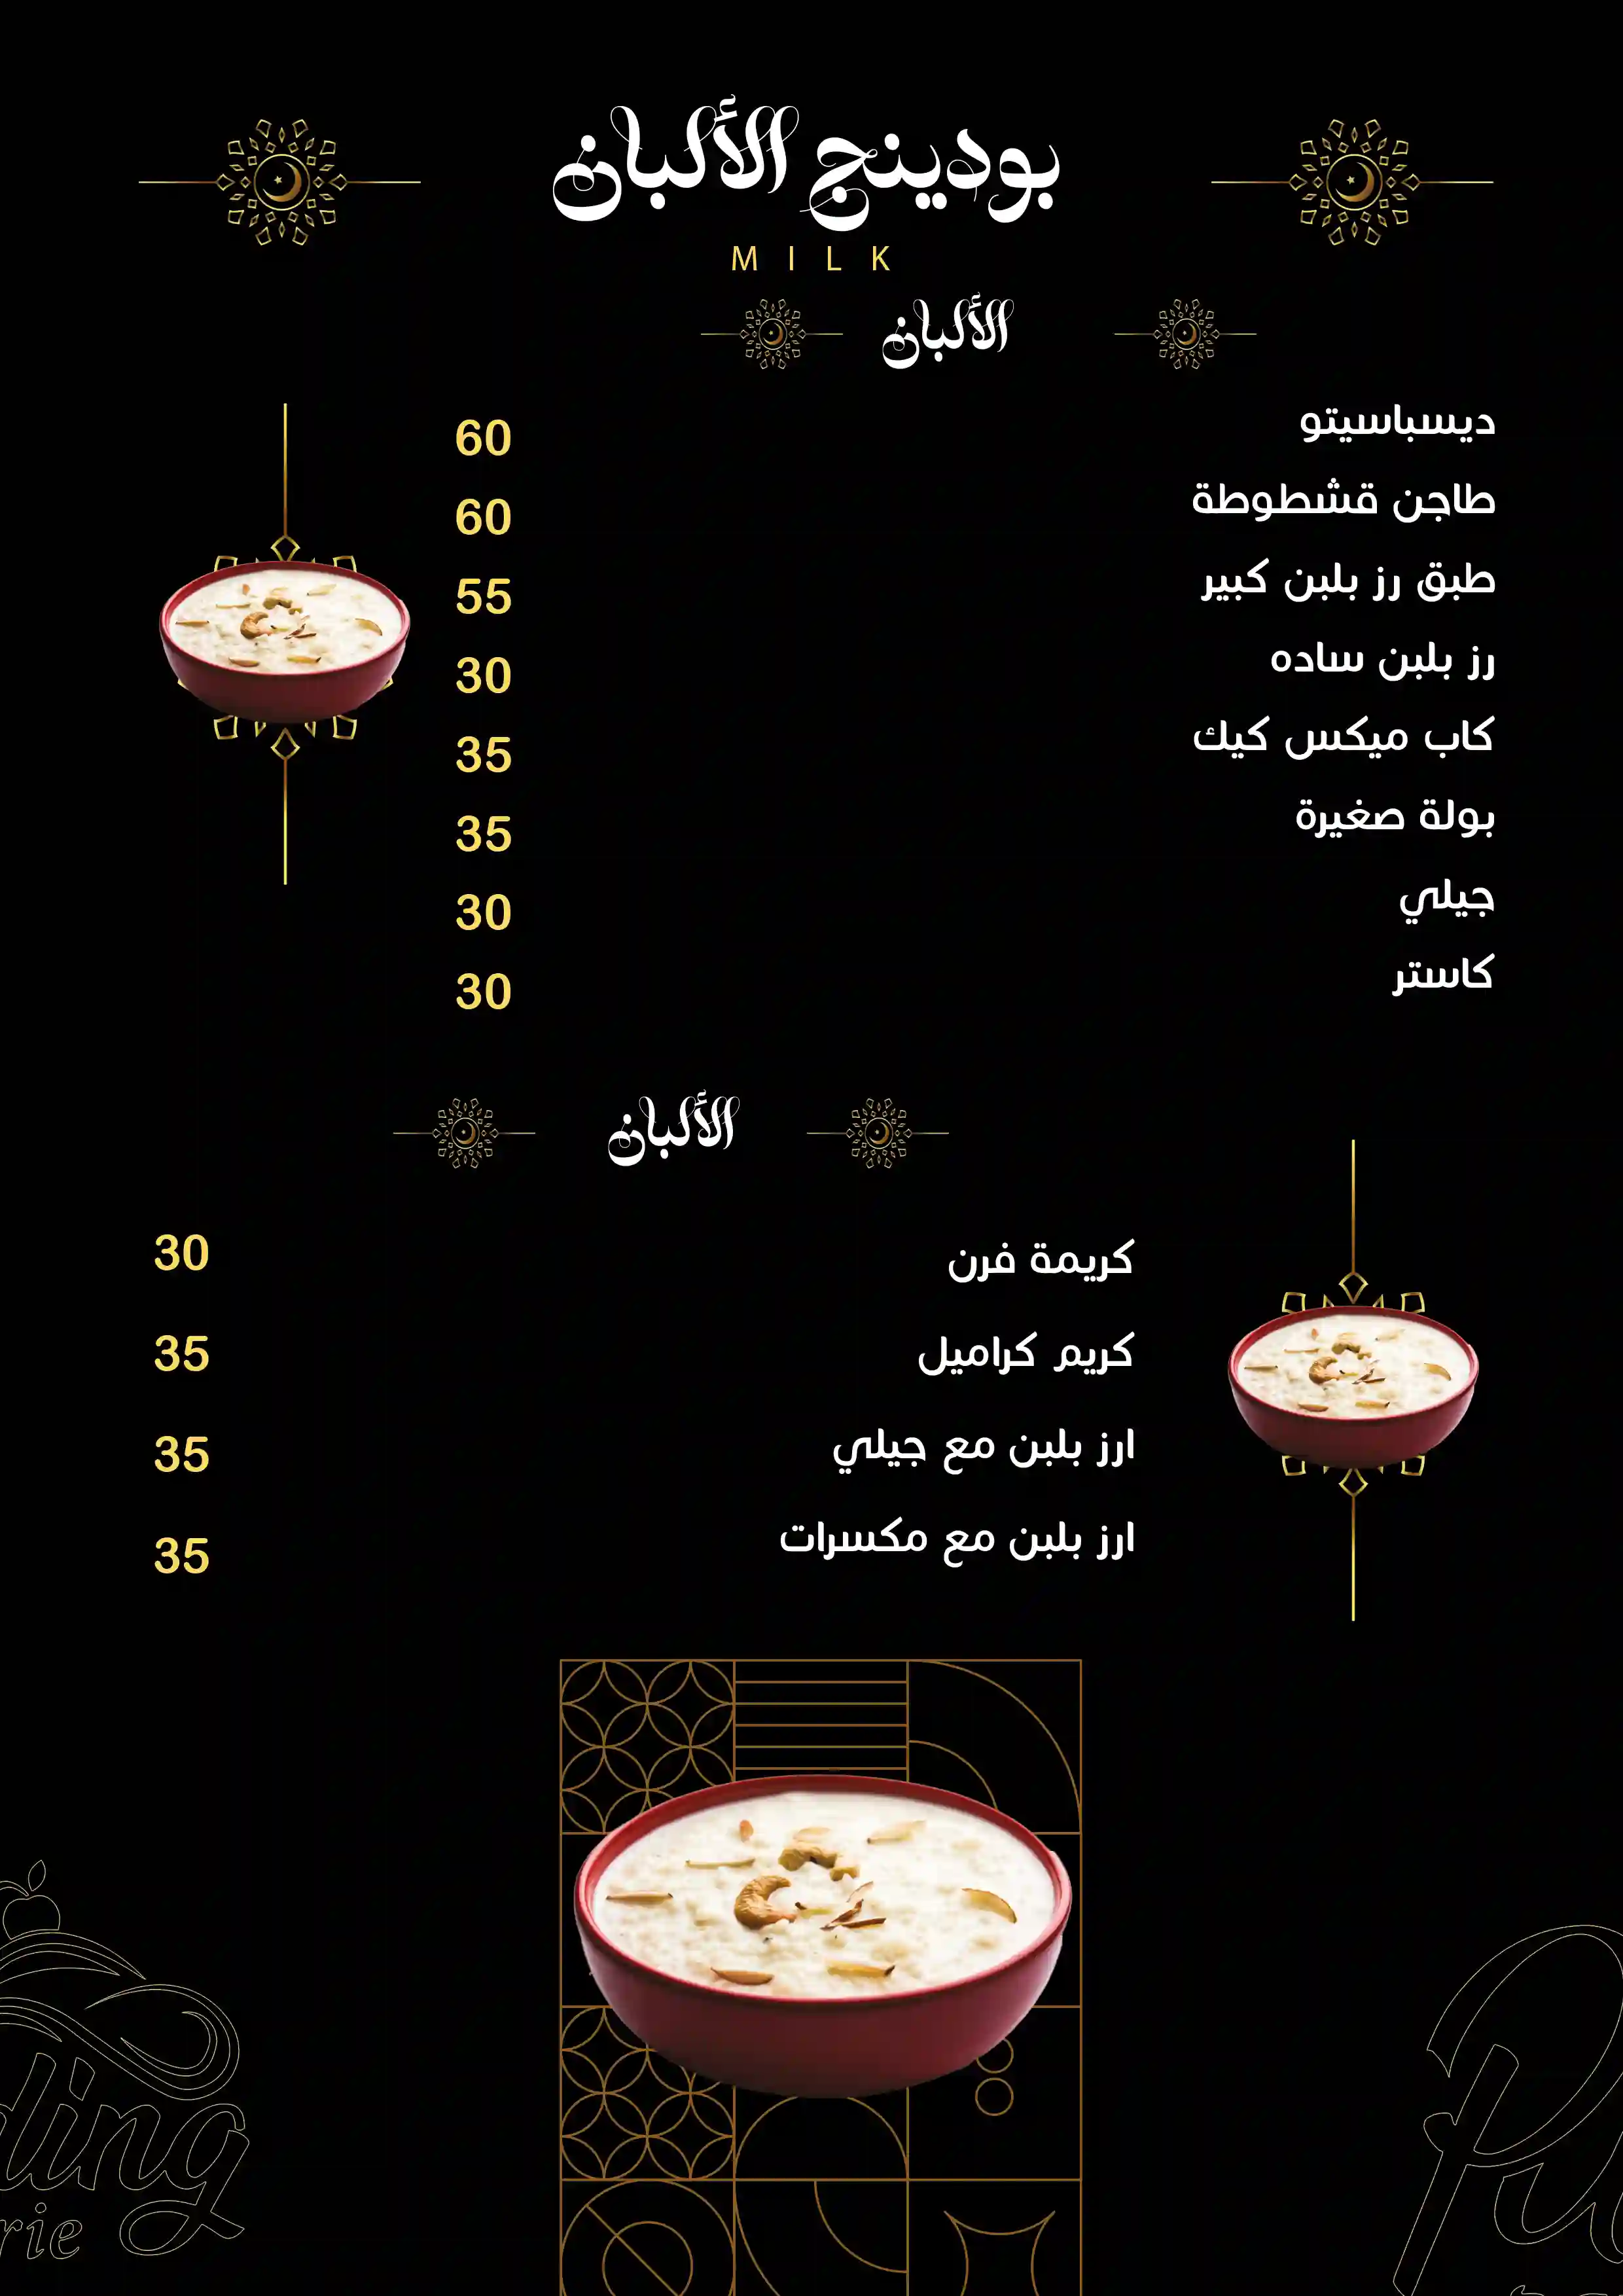 بودينج الألبان
MILK
الألبان
ديسباسيتو 60
طاجن قشطوطة 60
طبق رز بلبن كبير 55
رز بلبن ساده 30
كاب ميكس كيك 35
بولة صغيرة 35
جيلي 30
كاستر 30
الألبان
كريمة فرن 30
كريم كراميل 35
ارز بلبن مع جيلي 35
ارز بلبن مع مكسرات 35
ding
rie
Pu